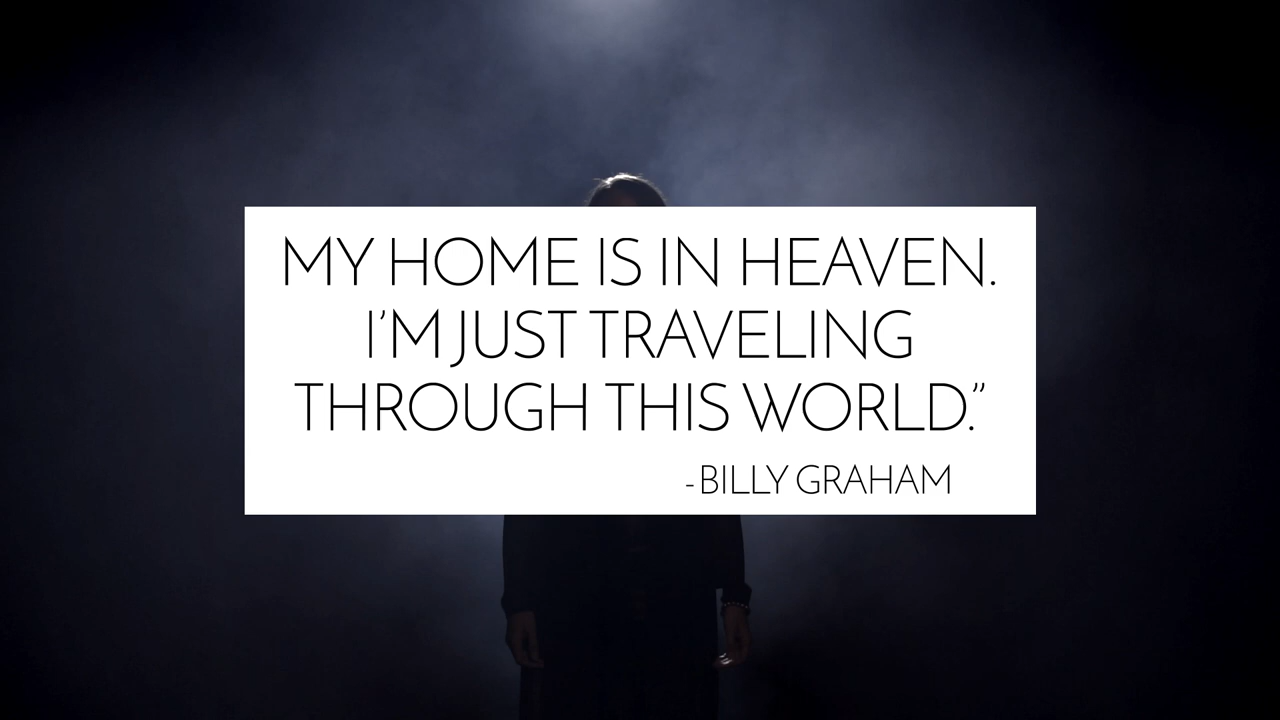 MY HOME IS IN HEAVEN.
I’M JUST TRAVELING
THROUGH THIS WORLD.”
-BILLY GRAHAM